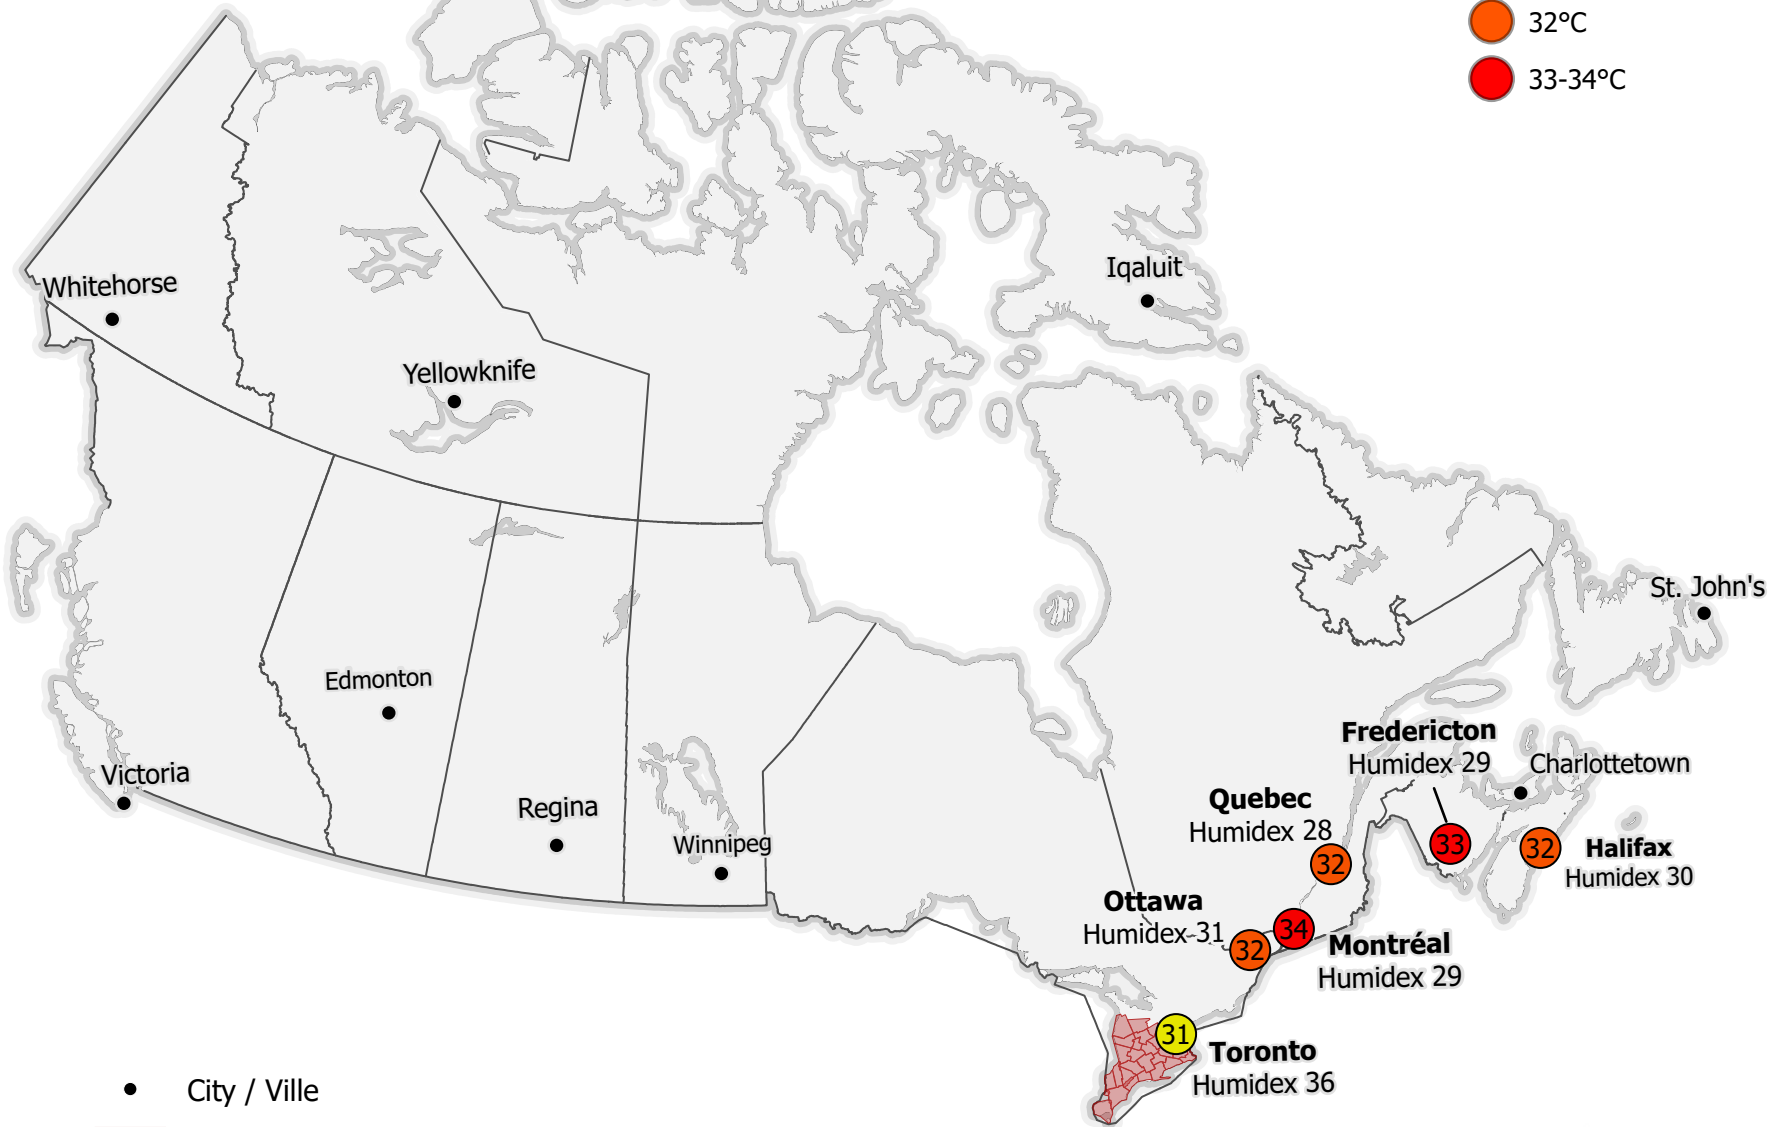 32°C
33-34°C
Whitehorse
Iqaluit
Yellowknife
St. John's
Edmonton
Victoria
Regina
Winnipeg
Fredericton
Humidex 29
33
Charlottetown
Quebec
Humidex 28
32
32
Halifax
Humidex 30
Ottawa
Humidex 31
32
34
Montréal
Humidex 29
31
Toronto
Humidex 36
City / Ville